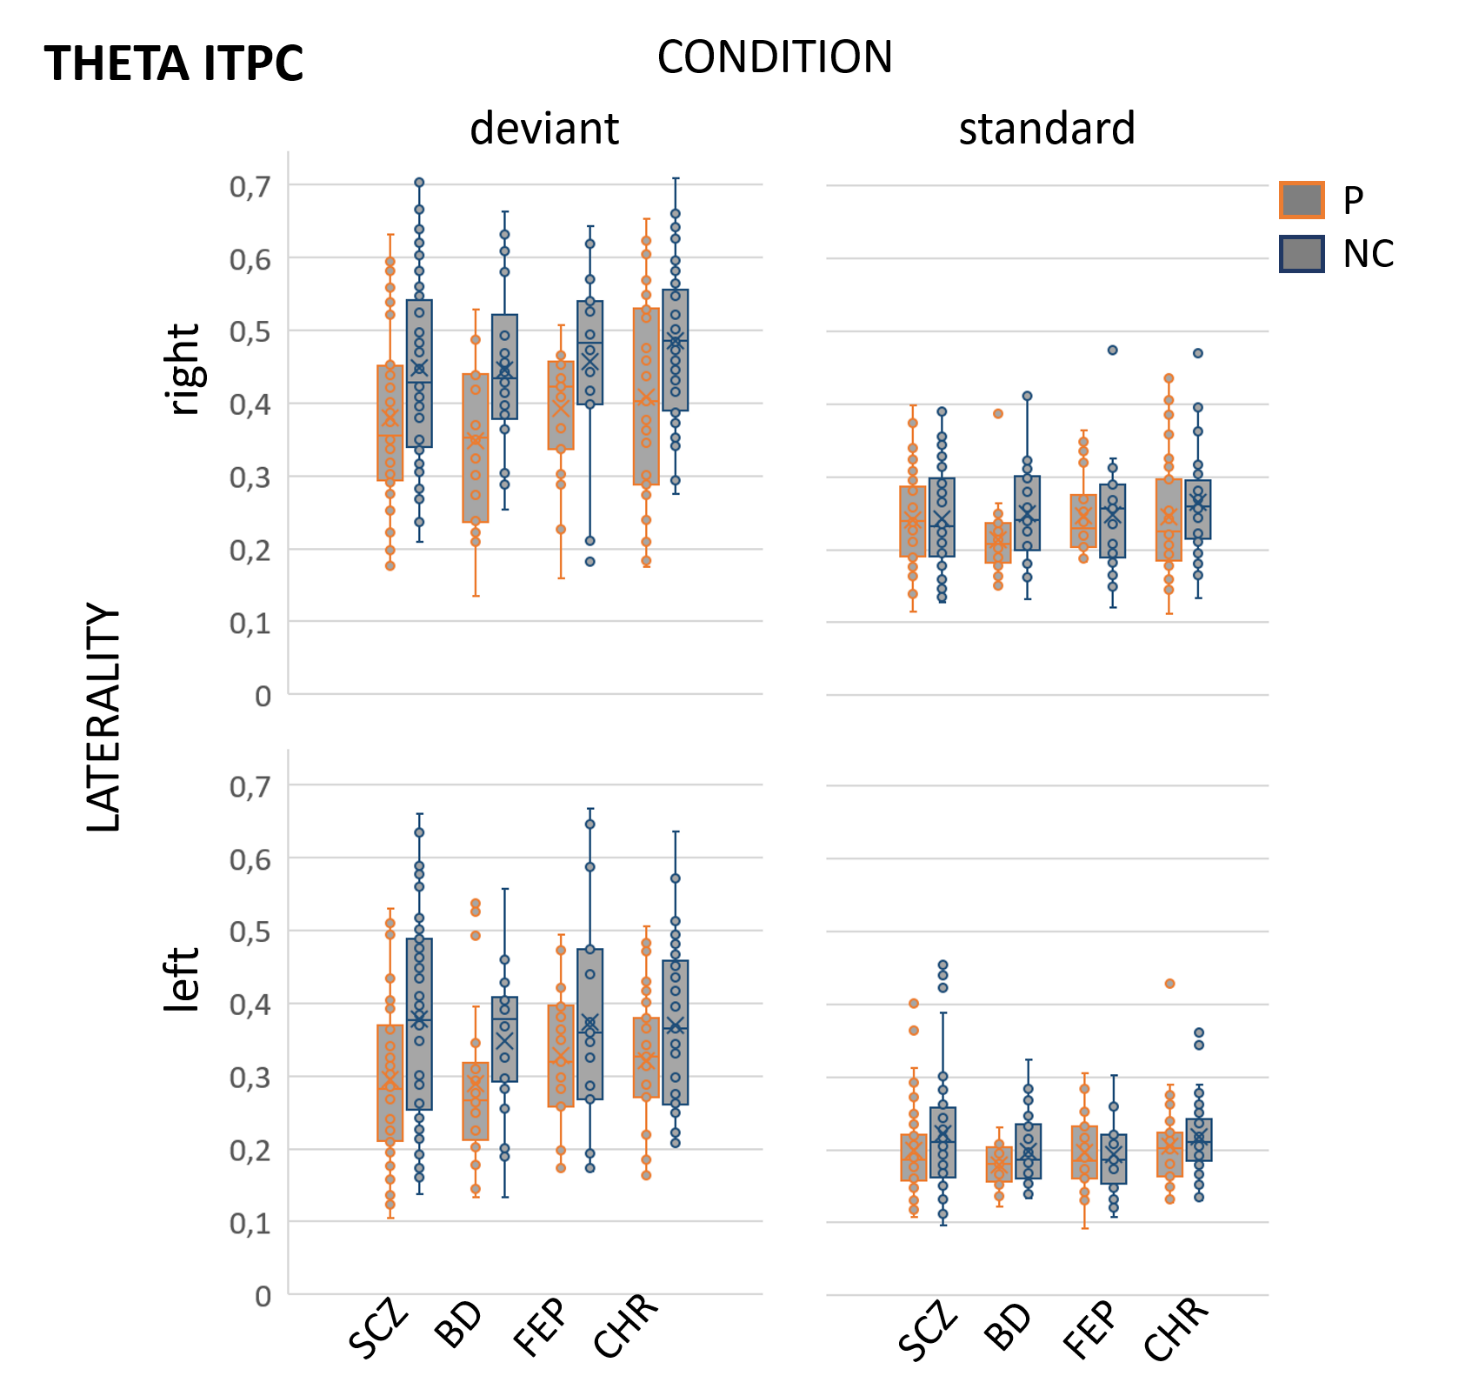 THETA ITPC
CONDITION
deviant
standard
P
NC
LATERALITY
right
0,7
0,6
0,5
0,4
0,3
0,2
0,1
0
left
0,7
0,6
0,5
0,4
0,3
0,2
0,1
0
SCZ BD FEP CHR
SCZ BD FEP CHR